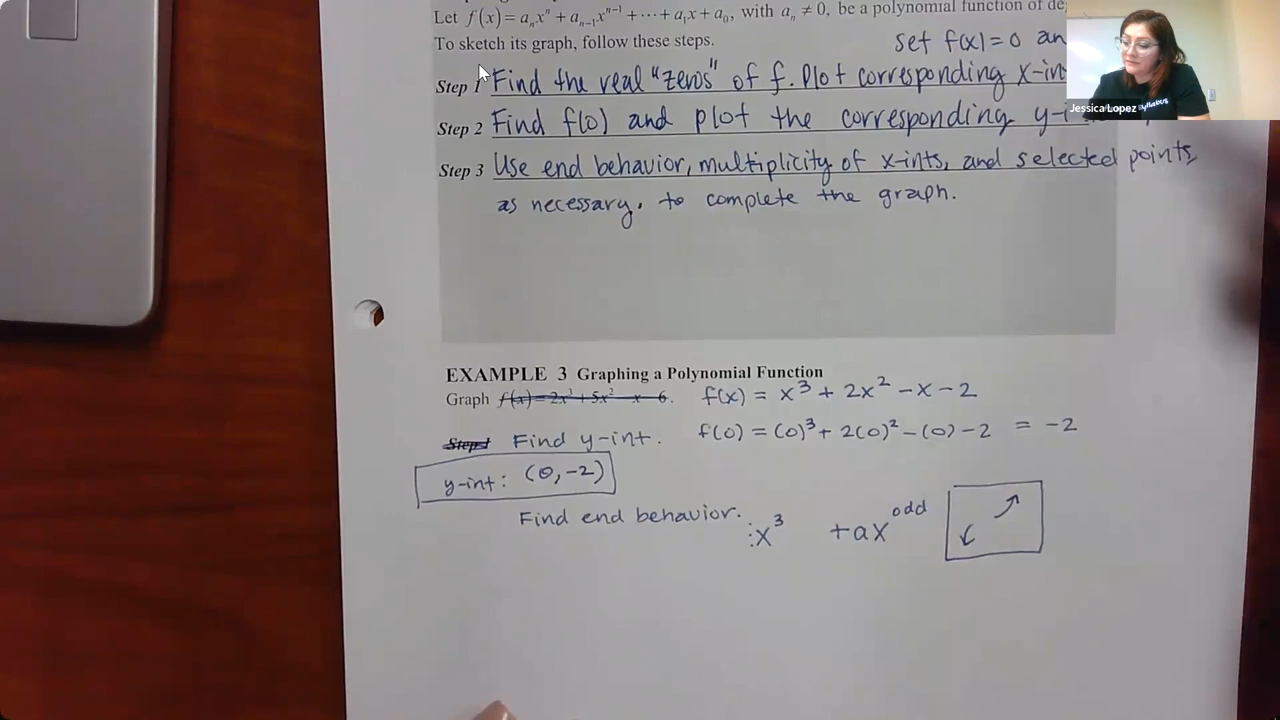 Let f(x) = aₙxⁿ + aₙ₋₁xⁿ⁻¹ + ⋯ + a₁x + a₀, with aₙ ≠ 0, be a polynomial function of de
To sketch its graph, follow these steps.
set f(x) = 0 an
Step 1 Find the real "zeros" of f. Plot corresponding x-in
Jessica Lopez
Step 2 Find f(0) and plot the corresponding y-i
Step 3 Use end behavior, multiplicity of x-ints, and selected points,
as necessary, to complete the graph.
EXAMPLE 3 Graphing a Polynomial Function
Graph f(x) = 2x³ + 5x² - x - 6. f(x) = x³ + 2x² - x - 2
Step 1 Find y-int. f(0) = (0)³ + 2(0)² - (0) - 2 = -2
y-int: (0, -2)
Find end behavior. : x³ +ax^odd